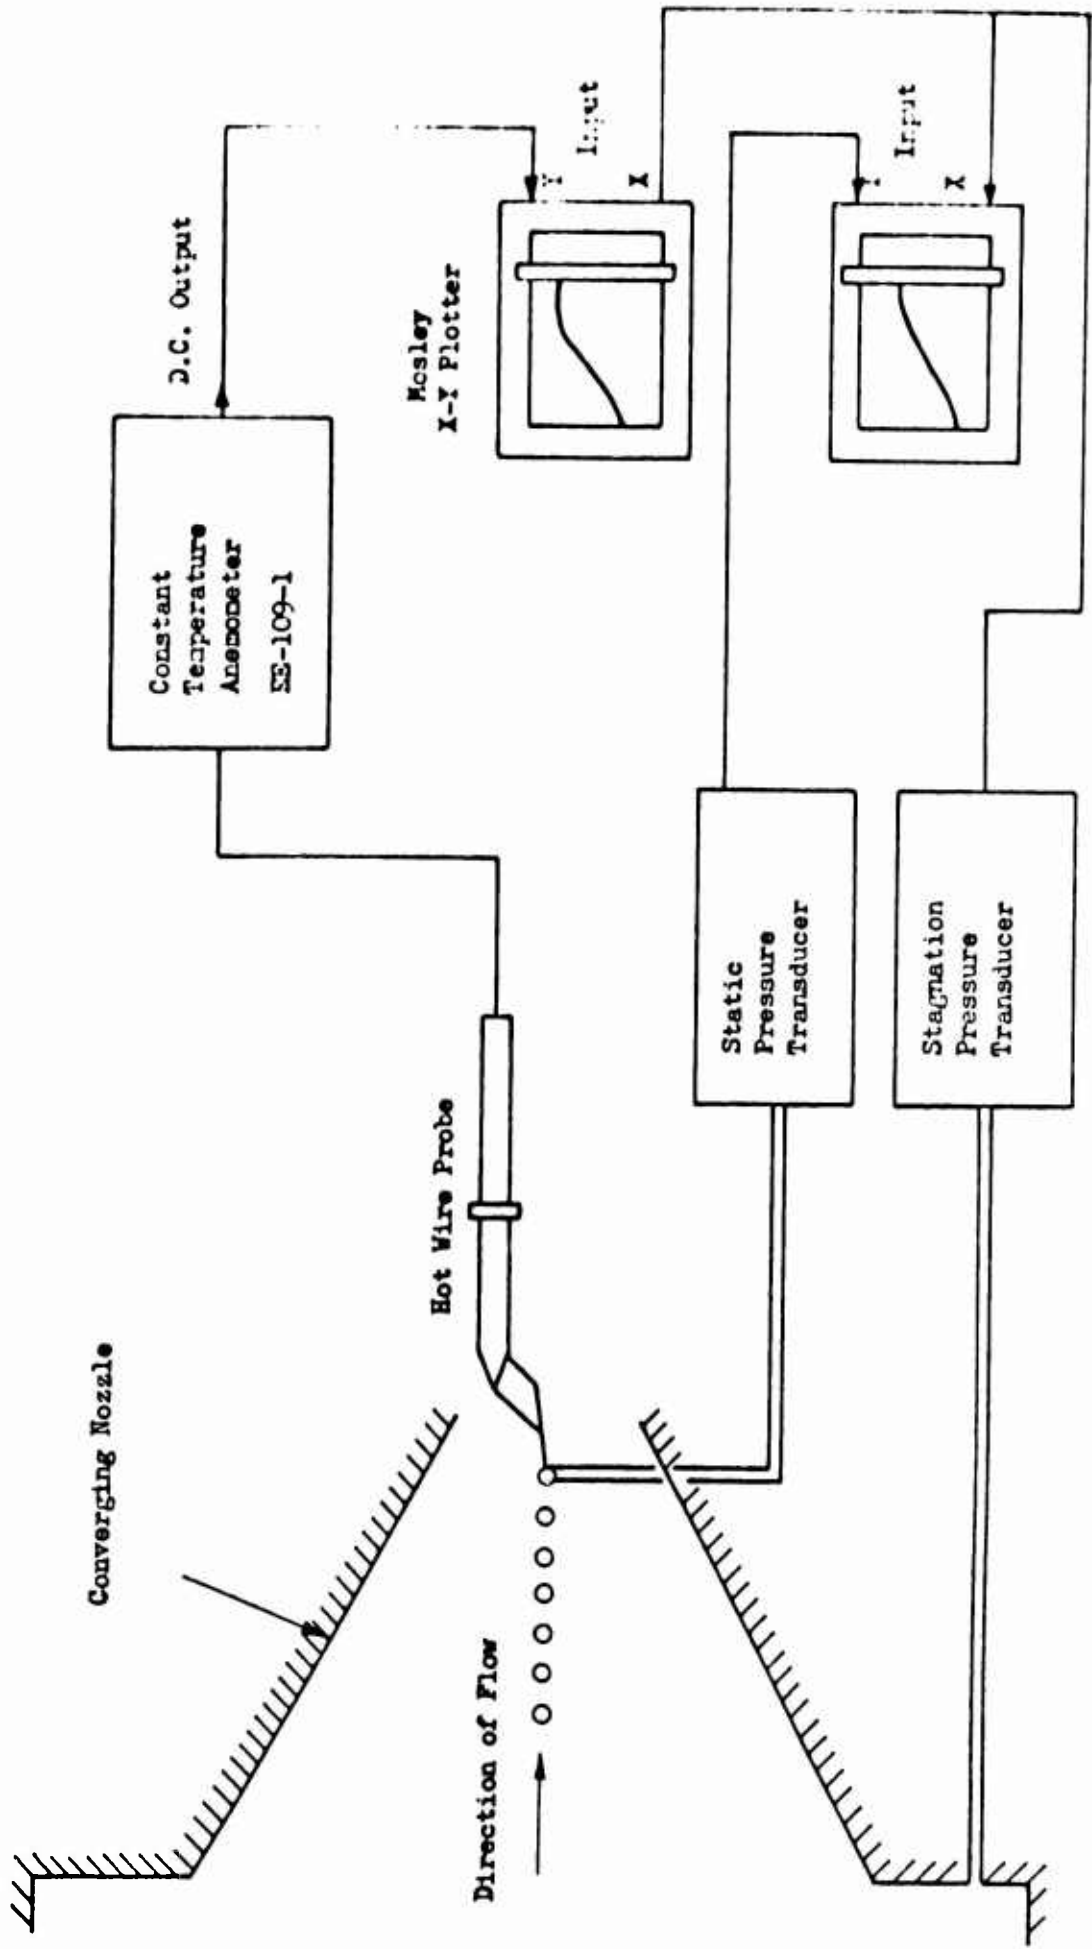 Converging Nozzle
Direction of Flow
Hot Wire Probe
Constant
Temperature
Anemometer
D.C. Output
Mosley
X-Y Plotter
Y
Input
X
Static
Pressure
Transducer
Stagnation
Pressure
Transducer
Y
Input
X